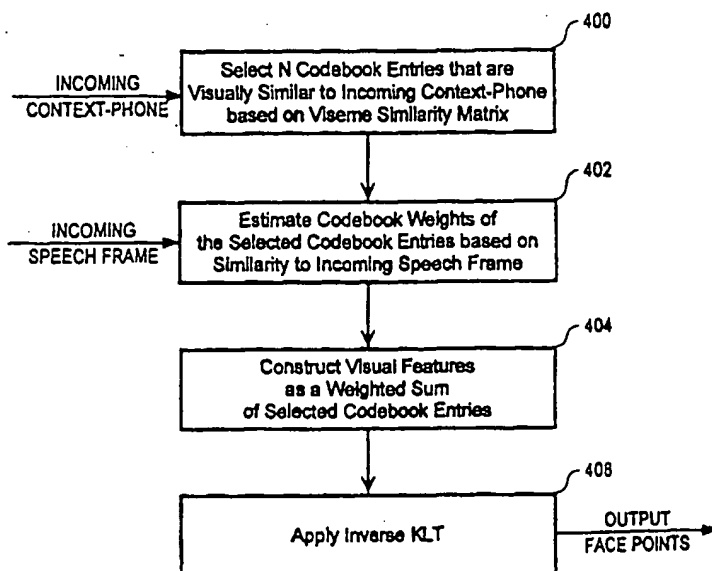 400
Select N Codebook Entries that are
INCOMING
Visually Similar to Incoming Context-Phone
CONTEXT-PHONE
based on Viseme Similarity Matrix
402
Estimate Codebook Weights of
INCOMING
the Selected Codebook Entries based on
SPEECH FRAME
Similarity to Incoming Speech Frame
404
Construct Visual Features
as a Weighted Sum
of Selected Codebook Entries
408
Apply Inverse KLT
OUTPUT
FACE POINTS